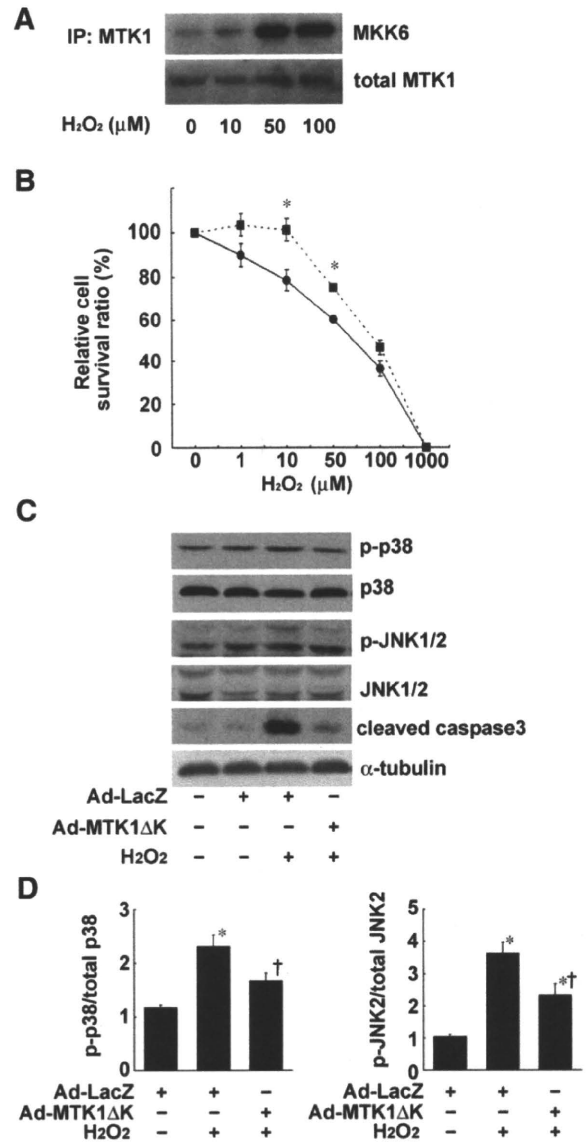 A
IP: MTK1
MKK6
total MTK1
H₂O₂ (μM) 0 10 50 100
B
Relative cell
survival ratio (%)
100
80
60
40
20
0
* *
0 1 10 50 100 1000
H₂O₂ (μM)
C
p-p38
p38
p-JNK1/2
JNK1/2
cleaved caspase3
α-tubulin
Ad-LacZ − + + −
Ad-MTK1ΔK − − − +
H₂O₂ − − + +
D
p-p38/total p38
3
2
1
0
* †
Ad-LacZ + + −
Ad-MTK1ΔK − − +
H₂O₂ − + +
p-JNK2/total JNK2
5
4
3
2
1
0
* *†
Ad-LacZ + + −
Ad-MTK1ΔK − − +
H₂O₂ − + +